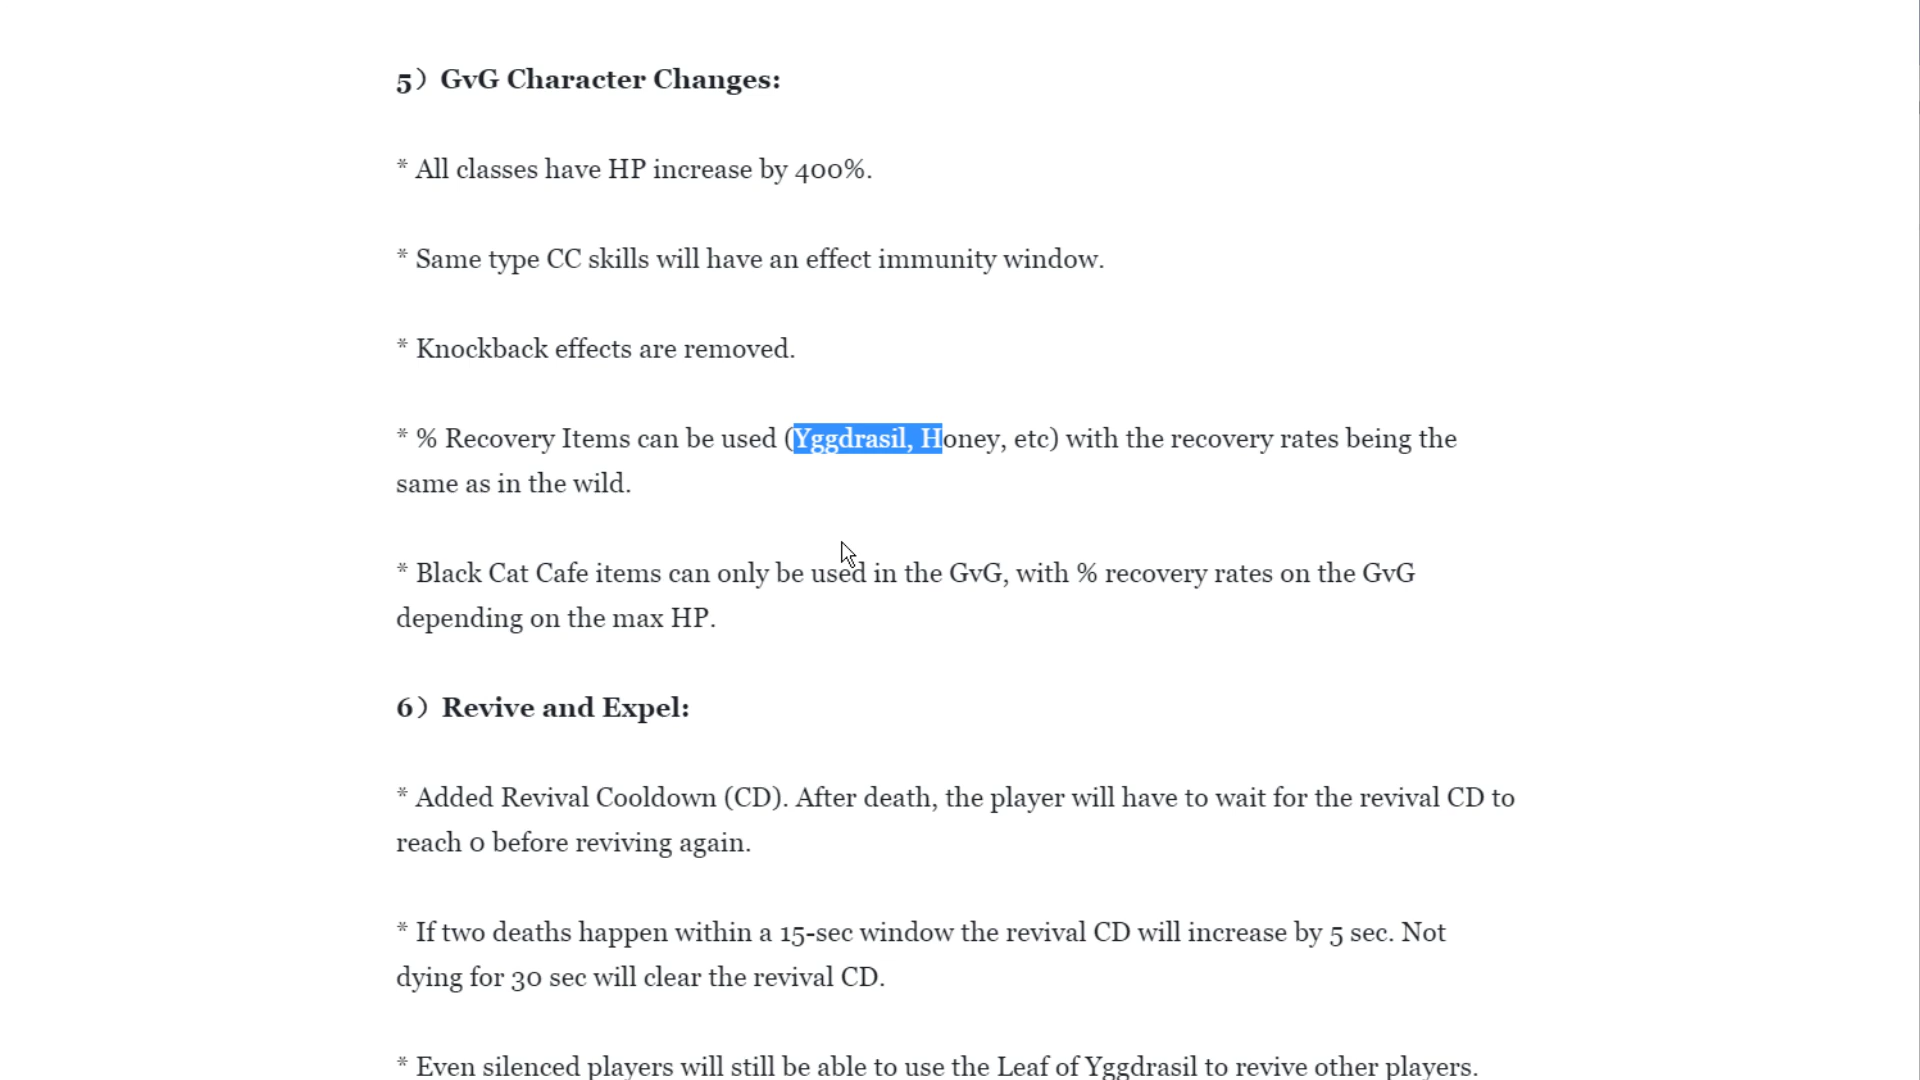 5）GvG Character Changes:
* All classes have HP increase by 400%.
* Same type CC skills will have an effect immunity window.
* Knockback effects are removed.
* % Recovery Items can be used (Yggdrasil, Honey, etc) with the recovery rates being the
same as in the wild.
* Black Cat Cafe items can only be used in the GvG, with % recovery rates on the GvG
depending on the max HP.
6）Revive and Expel:
* Added Revival Cooldown (CD). After death, the player will have to wait for the revival CD to
reach 0 before reviving again.
* If two deaths happen within a 15-sec window the revival CD will increase by 5 sec. Not
dying for 30 sec will clear the revival CD.
* Even silenced players will still be able to use the Leaf of Yggdrasil to revive other players.